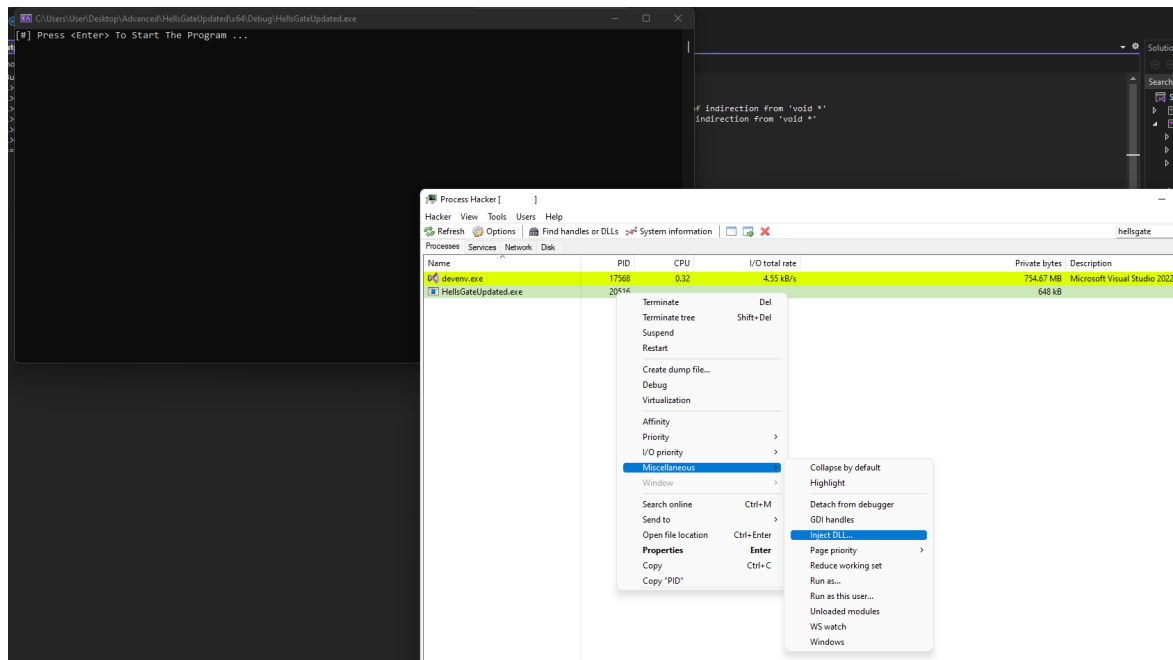 C:\Users\User\Desktop\Advanced\HellsGateUpdated\x64\Debug\HellsGateUpdated.exe
[#] Press <Enter> To Start The Program ...
Solutio
Search
of indirection from 'void *'
indirection from 'void *'
Process Hacker [ ]
Hacker View Tools Users Help
Refresh Options Find handles or DLLs System information hellsgate
Processes Services Network Disk
Name PID CPU I/O total rate Private bytes Description
devenv.exe 17568 0.32 4.55 kB/s 754.67 MB Microsoft Visual Studio 2022
HellsGateUpdated.exe 20516 648 kB
Terminate Del
Terminate tree Shift+Del
Suspend
Restart
Create dump file...
Debug
Virtualization
Affinity
Priority
I/O priority
Miscellaneous
Window
Search online Ctrl+M
Send to
Open file location Ctrl+Enter
Properties Enter
Copy Ctrl+C
Copy "PID"
Collapse by default
Highlight
Detach from debugger
GDI handles
Inject DLL...
Page priority
Reduce working set
Run as...
Run as this user...
Unloaded modules
WS watch
Windows